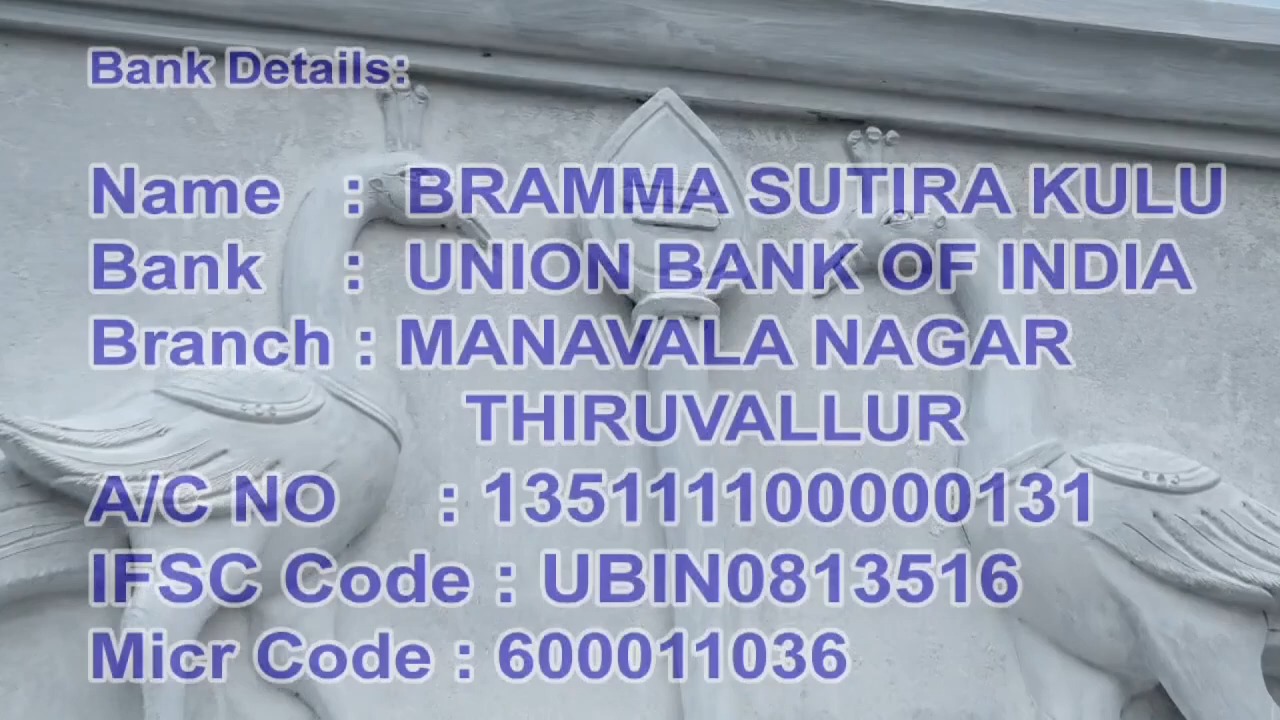 Bank Details:
Name : BRAMMA SUTIRA KULU
Bank : UNION BANK OF INDIA
Branch : MANAVALA NAGAR
THIRUVALLUR
A/C NO : 135111100000131
IFSC Code : UBIN0813516
Micr Code : 600011036